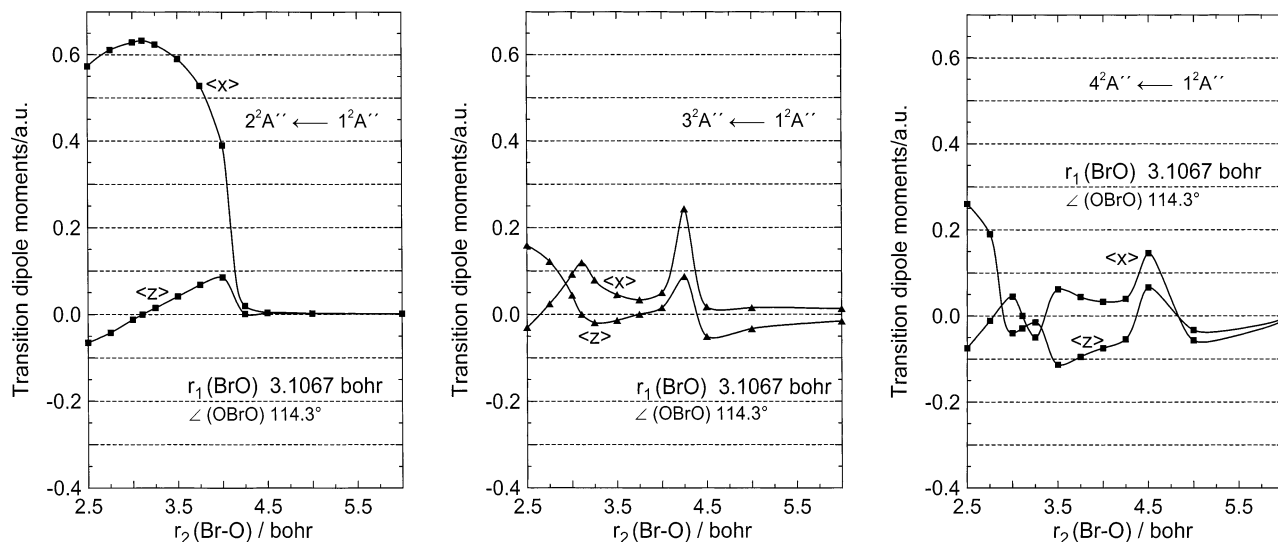 Transition dipole moments/a.u.
0.6
0.4
0.2
0.0
-0.2
-0.4
<x>
2²A´´ ⟵ 1²A´´
<z>
r₁(BrO) 3.1067 bohr
∠ (OBrO) 114.3°
2.5 3.5 4.5 5.5
r₂(Br-O) / bohr
Transition dipole moments/a.u.
0.6
0.4
0.2
0.0
-0.2
-0.4
3²A´´ ⟵ 1²A´´
<x>
<z>
r₁(BrO) 3.1067 bohr
∠ (OBrO) 114.3°
2.5 3.5 4.5 5.5
r₂(Br-O) / bohr
Transition dipole moments/a.u.
0.6
0.4
0.2
0.0
-0.2
-0.4
4²A´´ ⟵ 1²A´´
r₁(BrO) 3.1067 bohr
∠ (OBrO) 114.3°
<x>
<z>
2.5 3.5 4.5 5.5
r₂(Br-O) / bohr